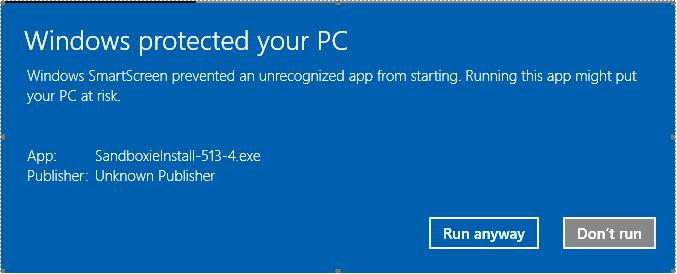 Windows protected your PC
Windows SmartScreen prevented an unrecognized app from starting. Running this app might put
your PC at risk.
App: SandboxieInstall-513-4.exe
Publisher: Unknown Publisher
Run anyway Don't run